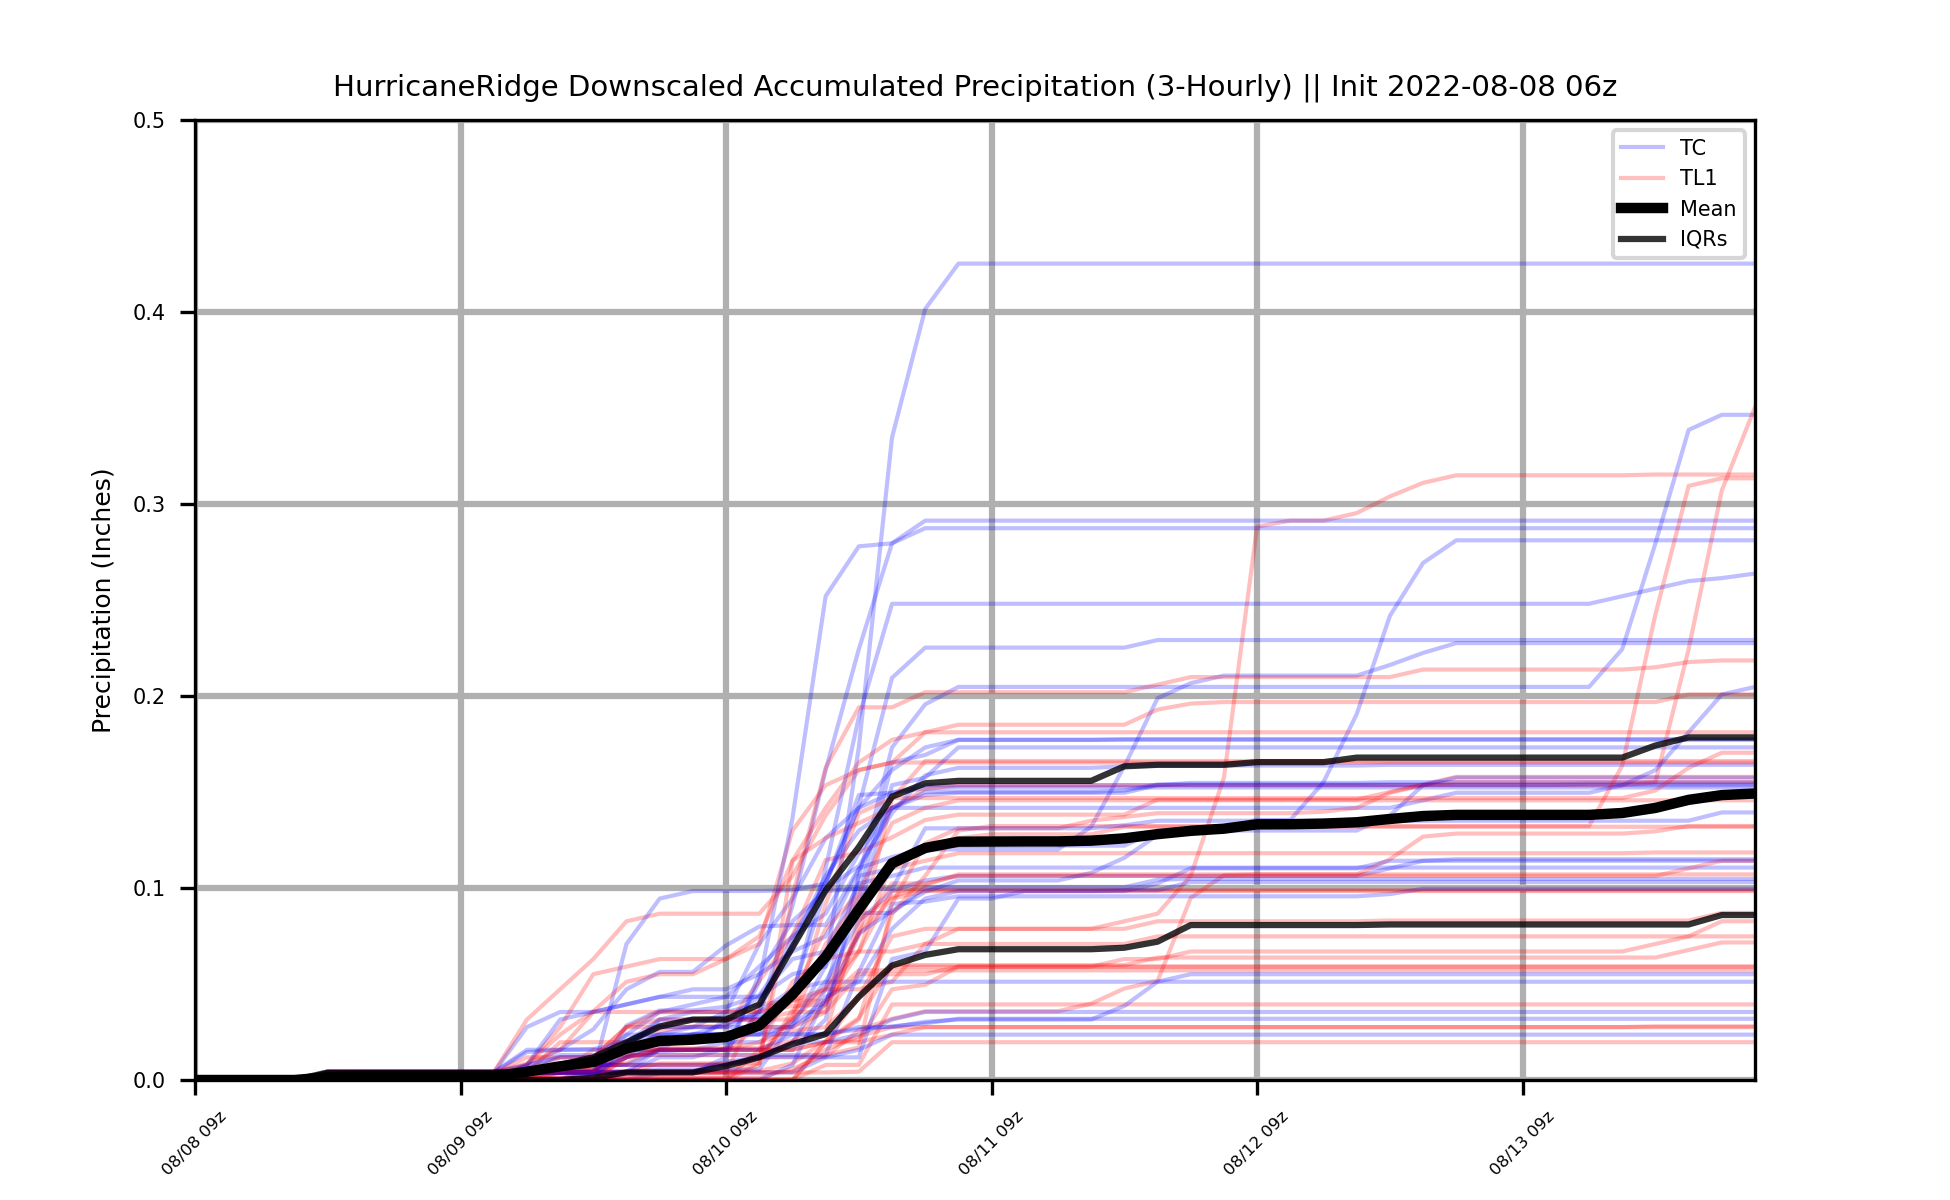 HurricaneRidge Downscaled Accumulated Precipitation (3-Hourly) || Init 2022-08-08 06z
Precipitation (Inches)
0.5
0.4
0.3
0.2
0.1
0.0
TC
TL1
Mean
IQRs
08/08 09z
08/09 09z
08/10 09z
08/11 09z
08/12 09z
08/13 09z